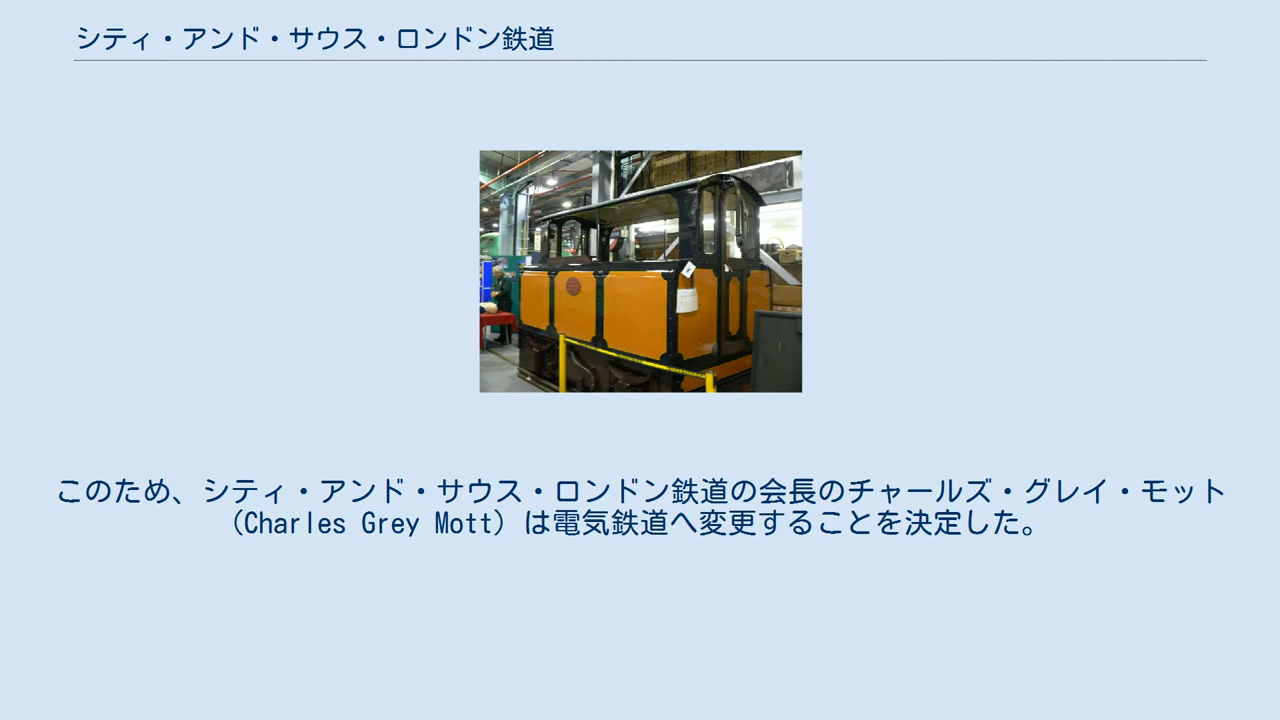 シティ・アンド・サウス・ロンドン鉄道
このため、シティ・アンド・サウス・ロンドン鉄道の会長のチャールズ・グレイ・モット
（Charles Grey Mott）は電気鉄道へ変更することを決定した。